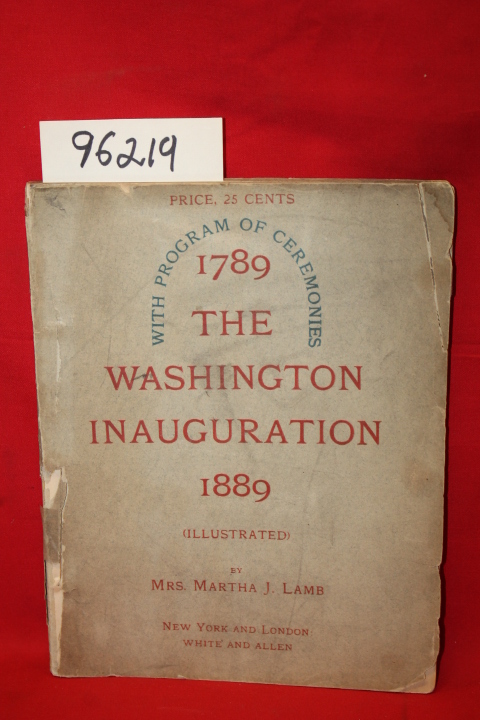 96219
PRICE, 25 CENTS
WITH PROGRAM OF CEREMONIES
1789
THE
WASHINGTON
INAUGURATION
1889
(ILLUSTRATED)
BY
MRS. MARTHA J. LAMB
NEW YORK AND LONDON
WHITE AND ALLEN